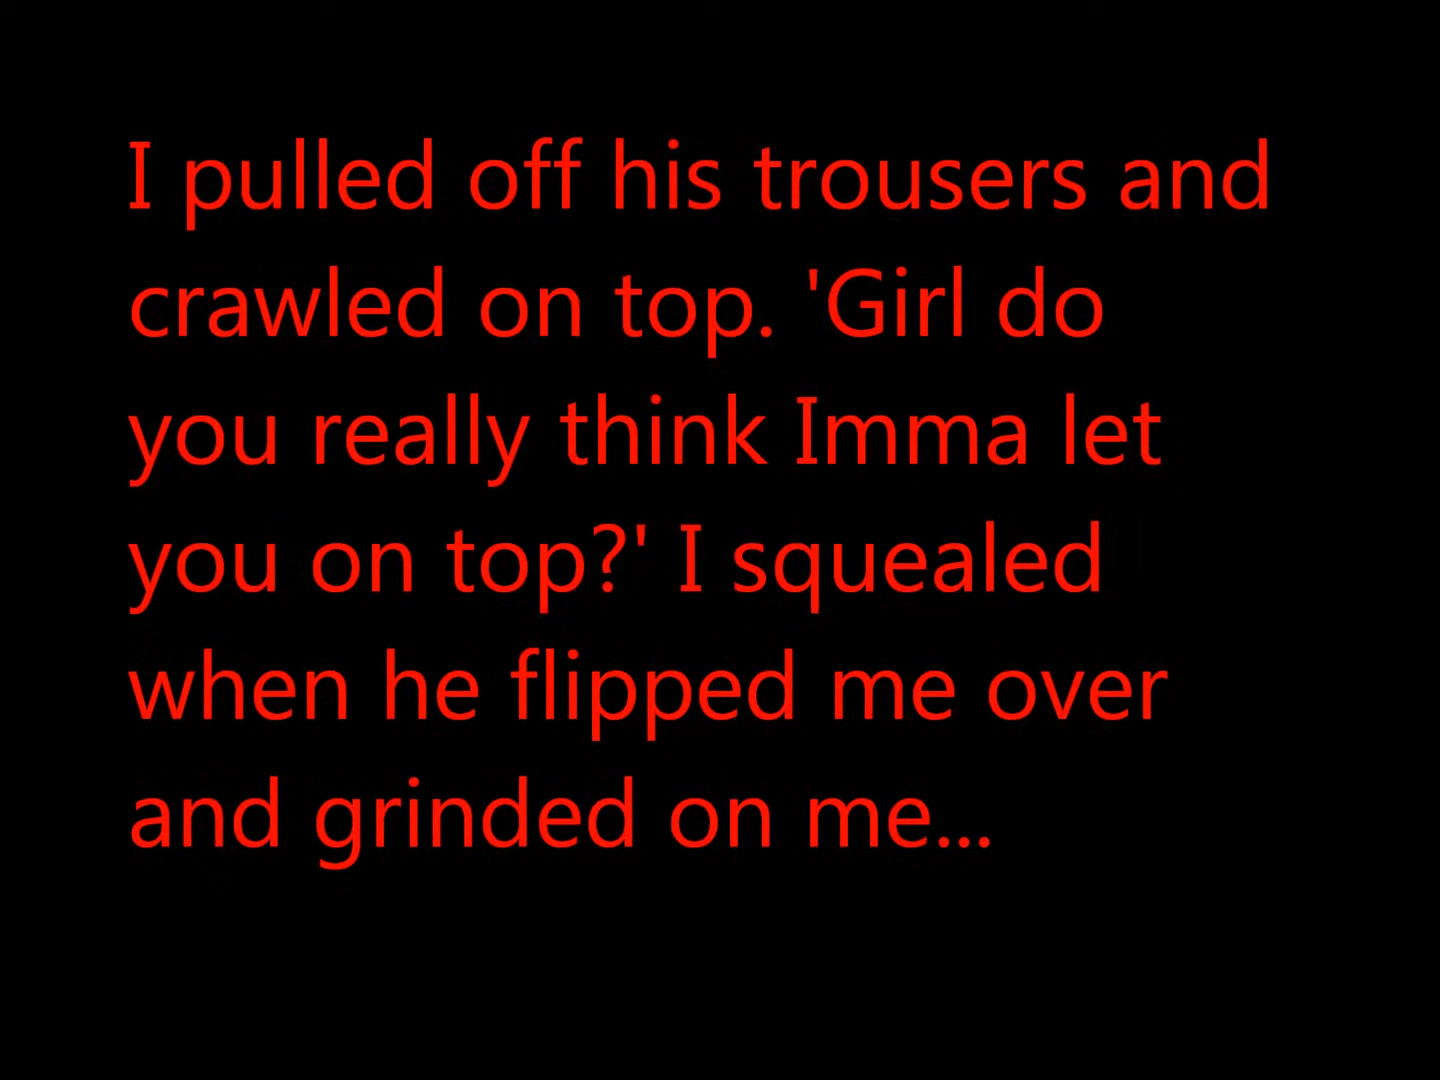 I pulled off his trousers and
crawled on top. 'Girl do
you really think Imma let
you on top?' I squealed
when he flipped me over
and grinded on me...